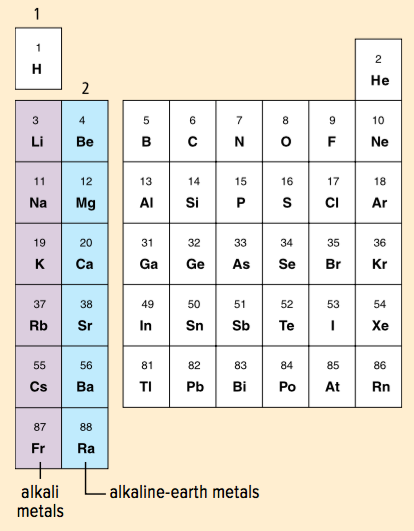 1
1
H
2
He
2
3 4 5 6 7 8 9 10
Li Be B C N O F Ne
11 12 13 14 15 16 17 18
Na Mg Al Si P S Cl Ar
19 20 31 32 33 34 35 36
K Ca Ga Ge As Se Br Kr
37 38 49 50 51 52 53 54
Rb Sr In Sn Sb Te I Xe
55 56 81 82 83 84 85 86
Cs Ba Tl Pb Bi Po At Rn
87 88
Fr Ra
alkali alkaline-earth metals
metals